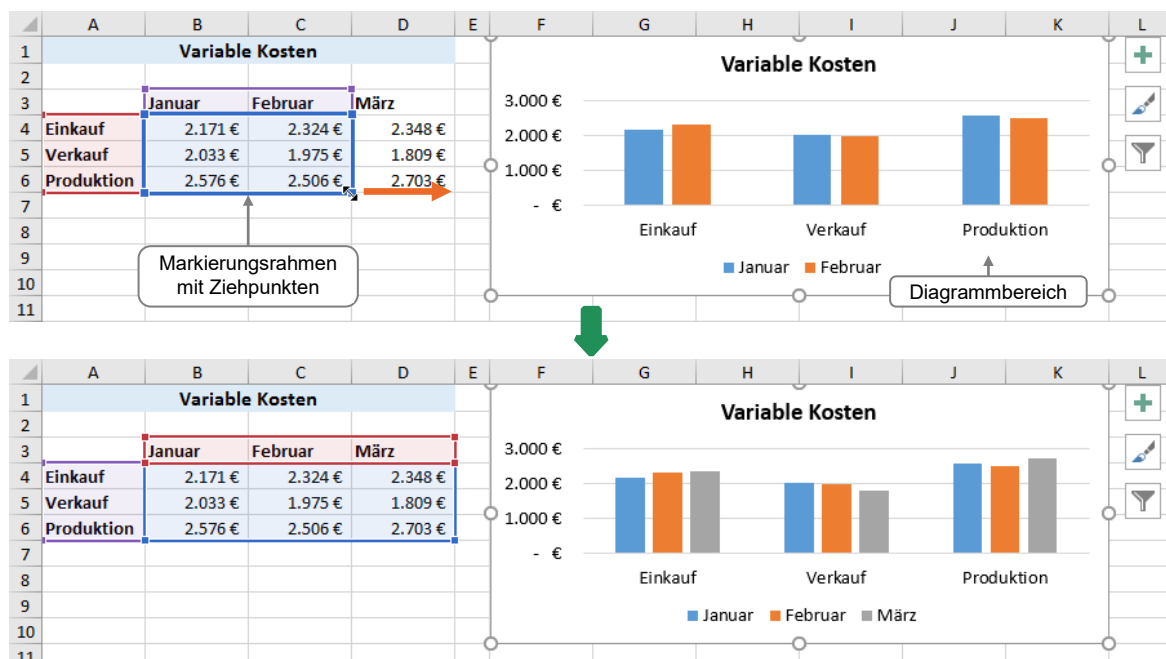 A B C D E F G H I J K L
1 Variable Kosten
2
3 Januar Februar März
4 Einkauf 2.171 € 2.324 € 2.348 €
5 Verkauf 2.033 € 1.975 € 1.809 €
6 Produktion 2.576 € 2.506 € 2.703 €
7
8
9
10
11
Markierungsrahmen
mit Ziehpunkten
Variable Kosten
3.000 €
2.000 €
1.000 €
- €
Einkauf Verkauf Produktion
Januar Februar
Diagrammbereich
A B C D E F G H I J K L
1 Variable Kosten
2
3 Januar Februar März
4 Einkauf 2.171 € 2.324 € 2.348 €
5 Verkauf 2.033 € 1.975 € 1.809 €
6 Produktion 2.576 € 2.506 € 2.703 €
7
8
9
10
11
Variable Kosten
3.000 €
2.000 €
1.000 €
- €
Einkauf Verkauf Produktion
Januar Februar März